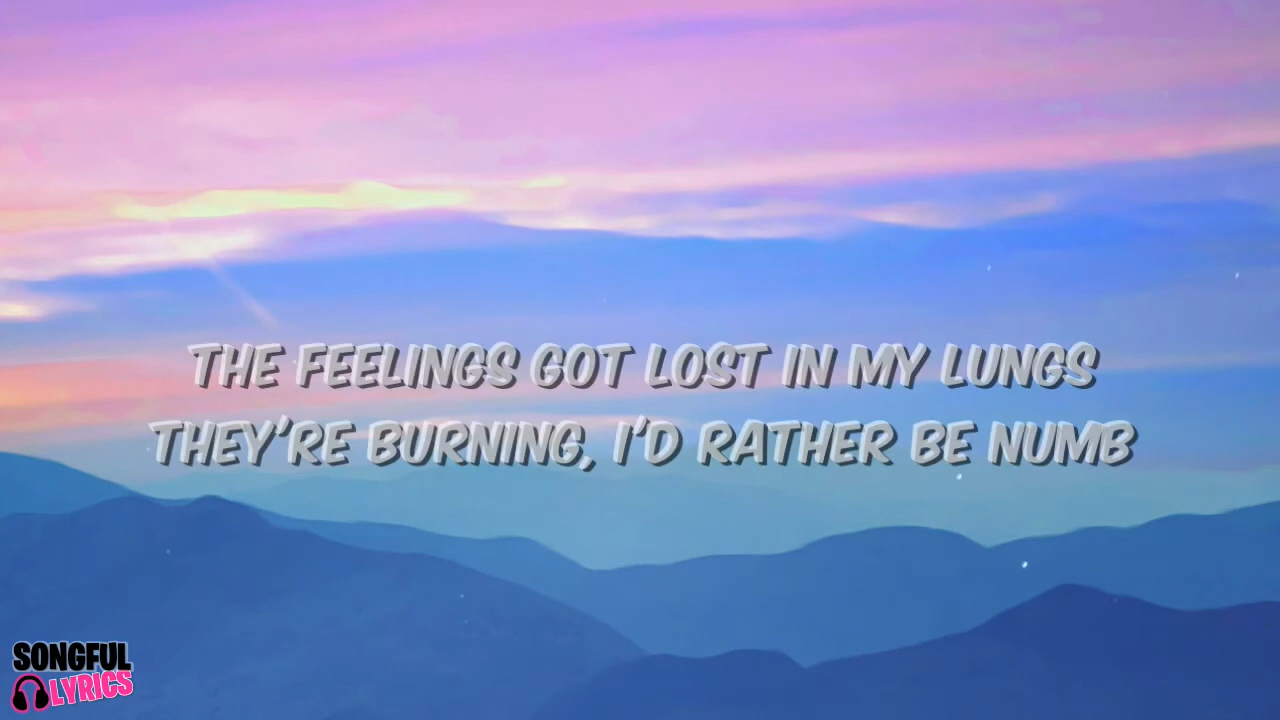 THE FEELINGS GOT LOST IN MY LUNGS
THEY'RE BURNING, I'D RATHER BE NUMB
SONGFUL
LYRICS